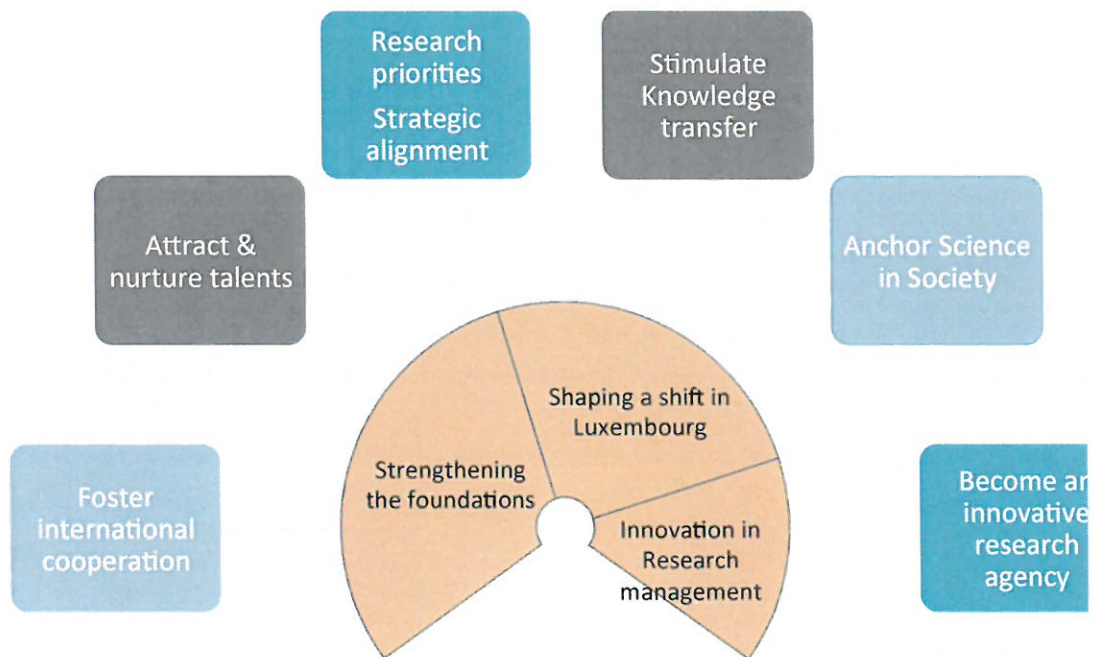 Research
priorities
Strategic
alignment
Stimulate
Knowledge
transfer
Attract &
nurture talents
Anchor Science
in Society
Shaping a shift in
Luxembourg
Strengthening
the foundations
Foster
international
cooperation
Innovation in
Research
management
Become an
innovative
research
agency